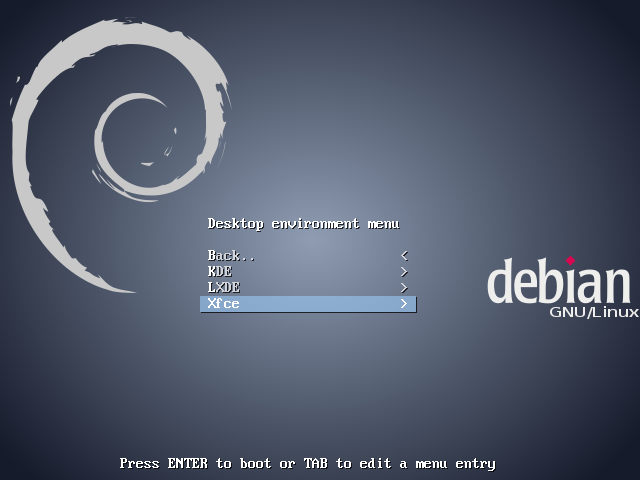 Desktop environment menu
Back.. <
KDE >
LXDE >
Xfce >
debian
GNU/Linux
Press ENTER to boot or TAB to edit a menu entry